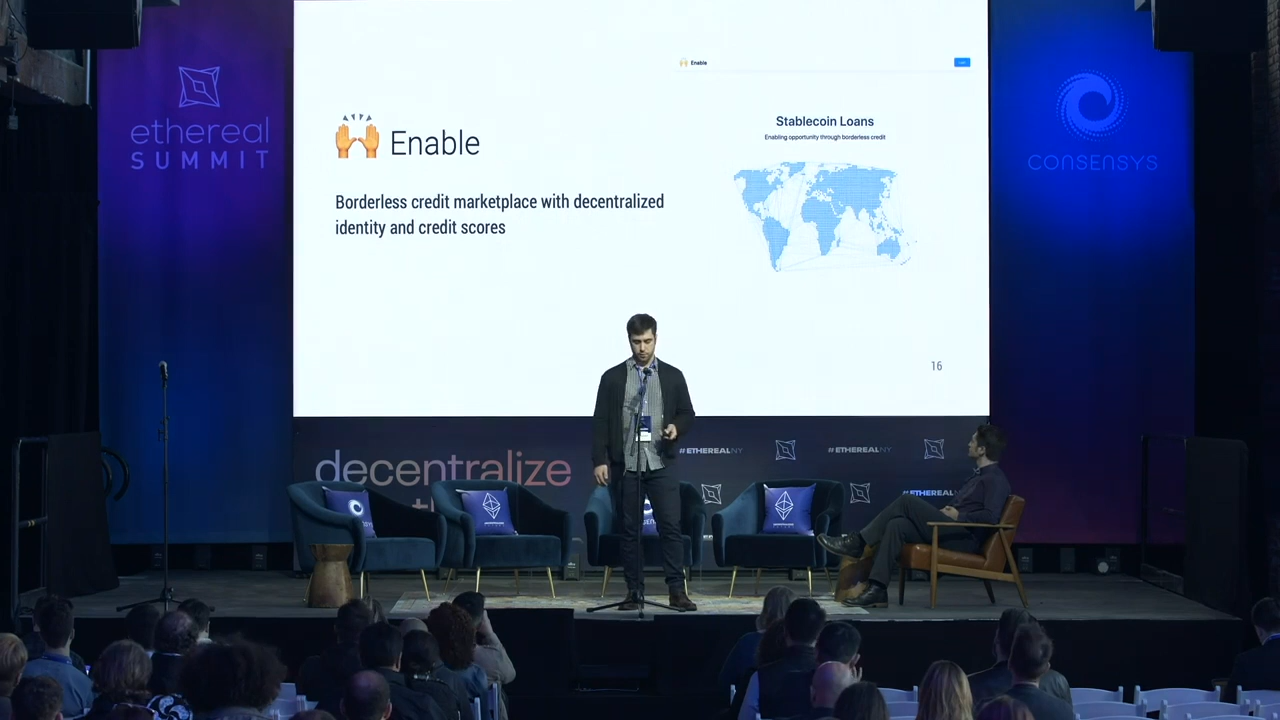 ethereal
SUMMIT
Enable
Borderless credit marketplace with decentralized
identity and credit scores
Enable
Stablecoin Loans
Enabling opportunity through borderless credit
16
CONSENSYS
decentralize
#ETHEREALNY
#ETHEREALNY
#ETHEREAL